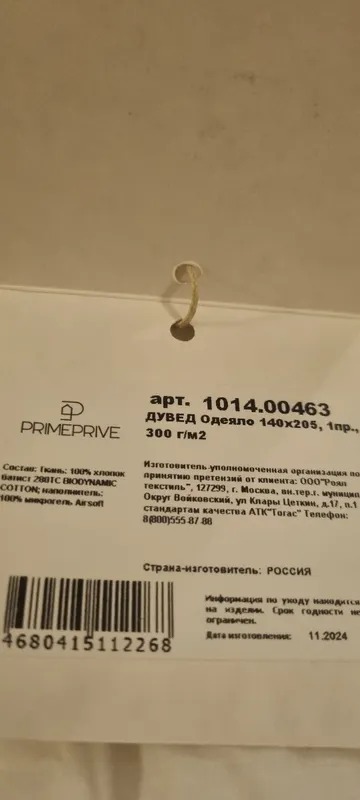 PRIMEPRIVE
арт. 1014.00463
ДУВЕД Одеяло 140x205, 1пр.,
300 г/м2
Состав: Ткань: 100% хлопок
батист 280ТС BIODYNAMIC
COTTON; наполнитель:
100% микрогель Airsoft
Изготовитель-уполномоченная организация по
принятию претензий от клиента: ООО"Роял
текстиль", 127299, г. Москва, вн.тер.г. муницип
Округ Войковский, ул Клары Цеткин, д.17, п.1
стандартам качества АТК"Тогас" Телефон:
8(800)555-87-88
Страна-изготовитель: РОССИЯ
Информация по уходу находится
на изделии. Срок годности не
ограничен.
Дата изготовления: 11.2024
4680415112268